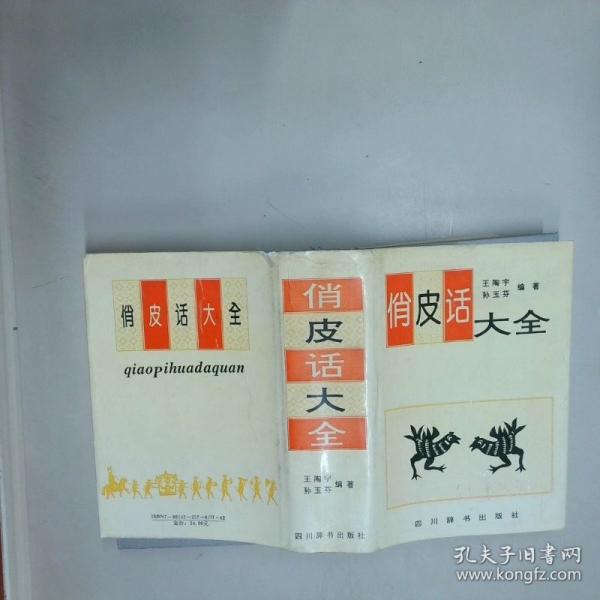 俏皮话大全
qiaopihuadaquan
俏皮话大全
王陶宇
孙玉芬
编著
四川辞书出版社
俏皮话大全
王陶宇
孙玉芬
编著
四川辞书出版社
孔夫子旧书网
www.kongfz.com